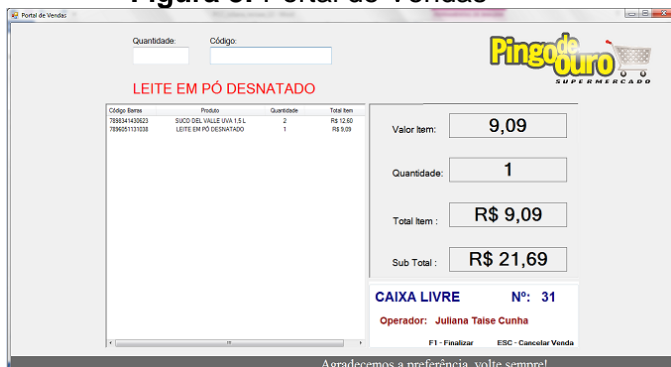 Figura 3. Portal de Vendas
Portal de Vendas
Quantidade: Código:
Pingo de ouro
SUPERMERCADO
LEITE EM PÓ DESNATADO
Código Barras Produto Quantidade Total Item
7898341430623 SUCO DEL VALLE UVA 1,5 L 2 R$ 12,60
7896051131038 LEITE EM PÓ DESNATADO 1 R$ 9,09
Valor Item: 9,09
Quantidade: 1
Total Item : R$ 9,09
Sub Total : R$ 21,69
CAIXA LIVRE Nº: 31
Operador: Juliana Taise Cunha
F1 - Finalizar ESC - Cancelar Venda
Agradecemos a preferência, volte sempre!